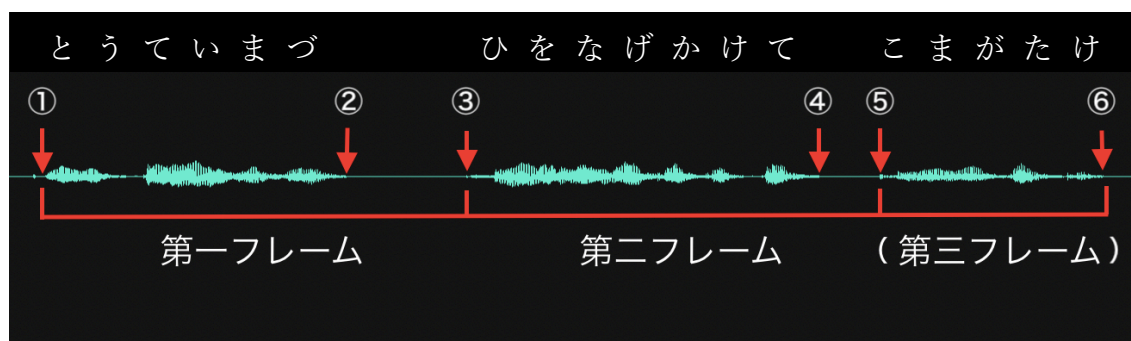 とうていまづ ひをなげかけて こまがたけ
① ② ③ ④ ⑤ ⑥
第一フレーム 第二フレーム (第三フレーム)